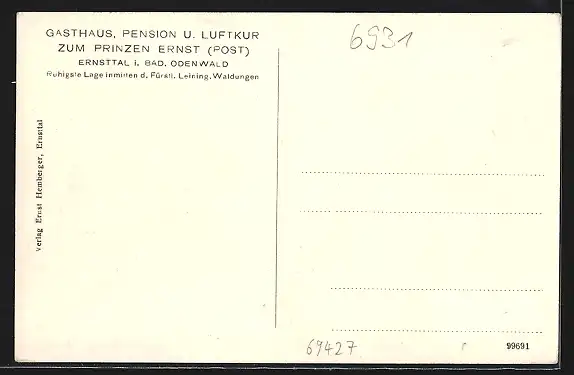 GASTHAUS, PENSION U. LUFTKUR
ZUM PRINZEN ERNST (POST)
ERNSTTAL i. BAD. ODENWALD
Ruhigste Lage inmitten d. Fürstl. Leining. Waldungen
6931
Verlag Ernst Hemberger, Ernsttal
69427
99691